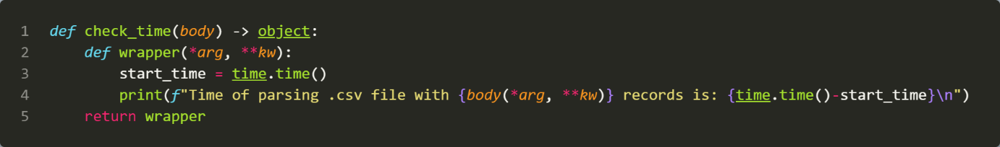 1 def check_time(body) -> object:
2     def wrapper(*arg, **kw):
3         start_time = time.time()
4         print(f"Time of parsing .csv file with {body(*arg, **kw)} records is: {time.time()-start_time}\n")
5     return wrapper